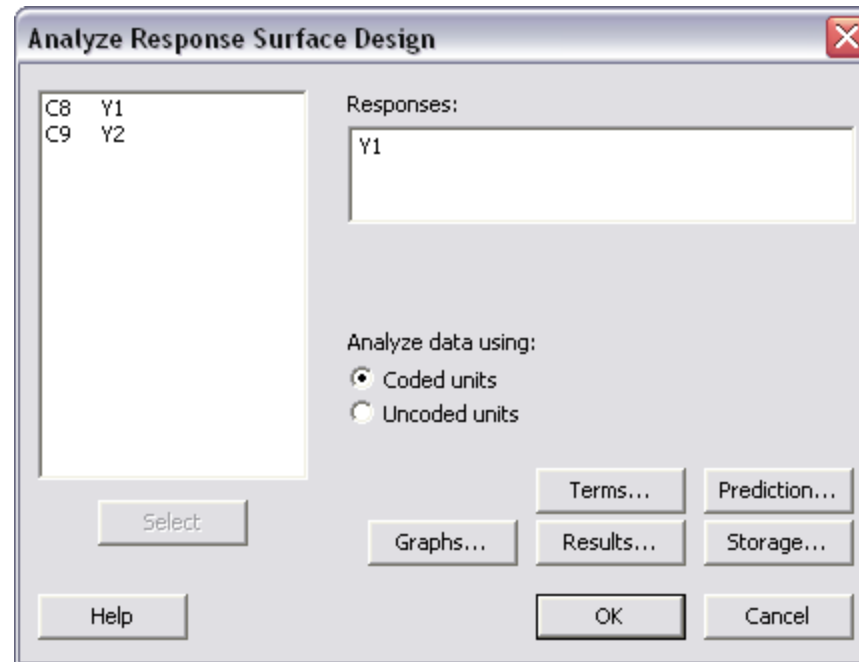 Analyze Response Surface Design
C8 Y1
C9 Y2
Responses:
Y1
Analyze data using:
Coded units
Uncoded units
Terms...
Prediction...
Select
Graphs...
Results...
Storage...
Help
OK
Cancel